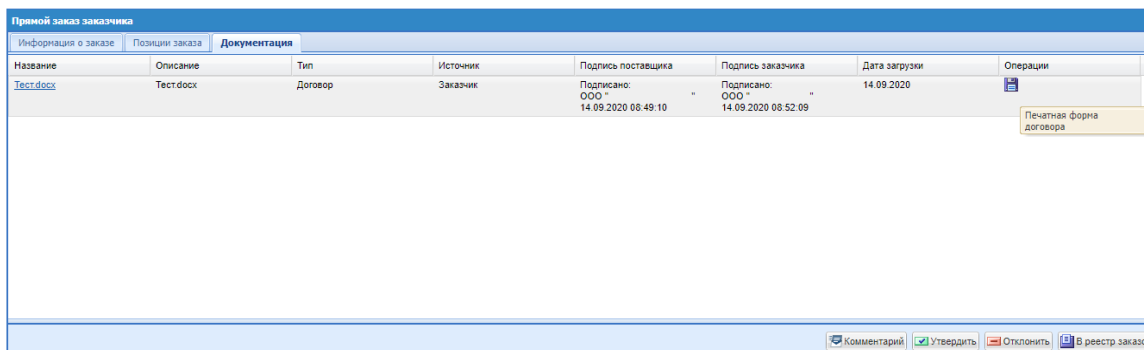 Прямой заказ заказчика
Информация о заказе Позиции заказа Документация
Название Описание Тип Источник Подпись поставщика Подпись заказчика Дата загрузки Операции
Тест.docx Тест.docx Договор Заказчик Подписано: Подписано: 14.09.2020
ООО " " ООО " "
14.09.2020 08:49:10 14.09.2020 08:52:09
Печатная форма
договора
Комментарий Утвердить Отклонить В реестр заказо